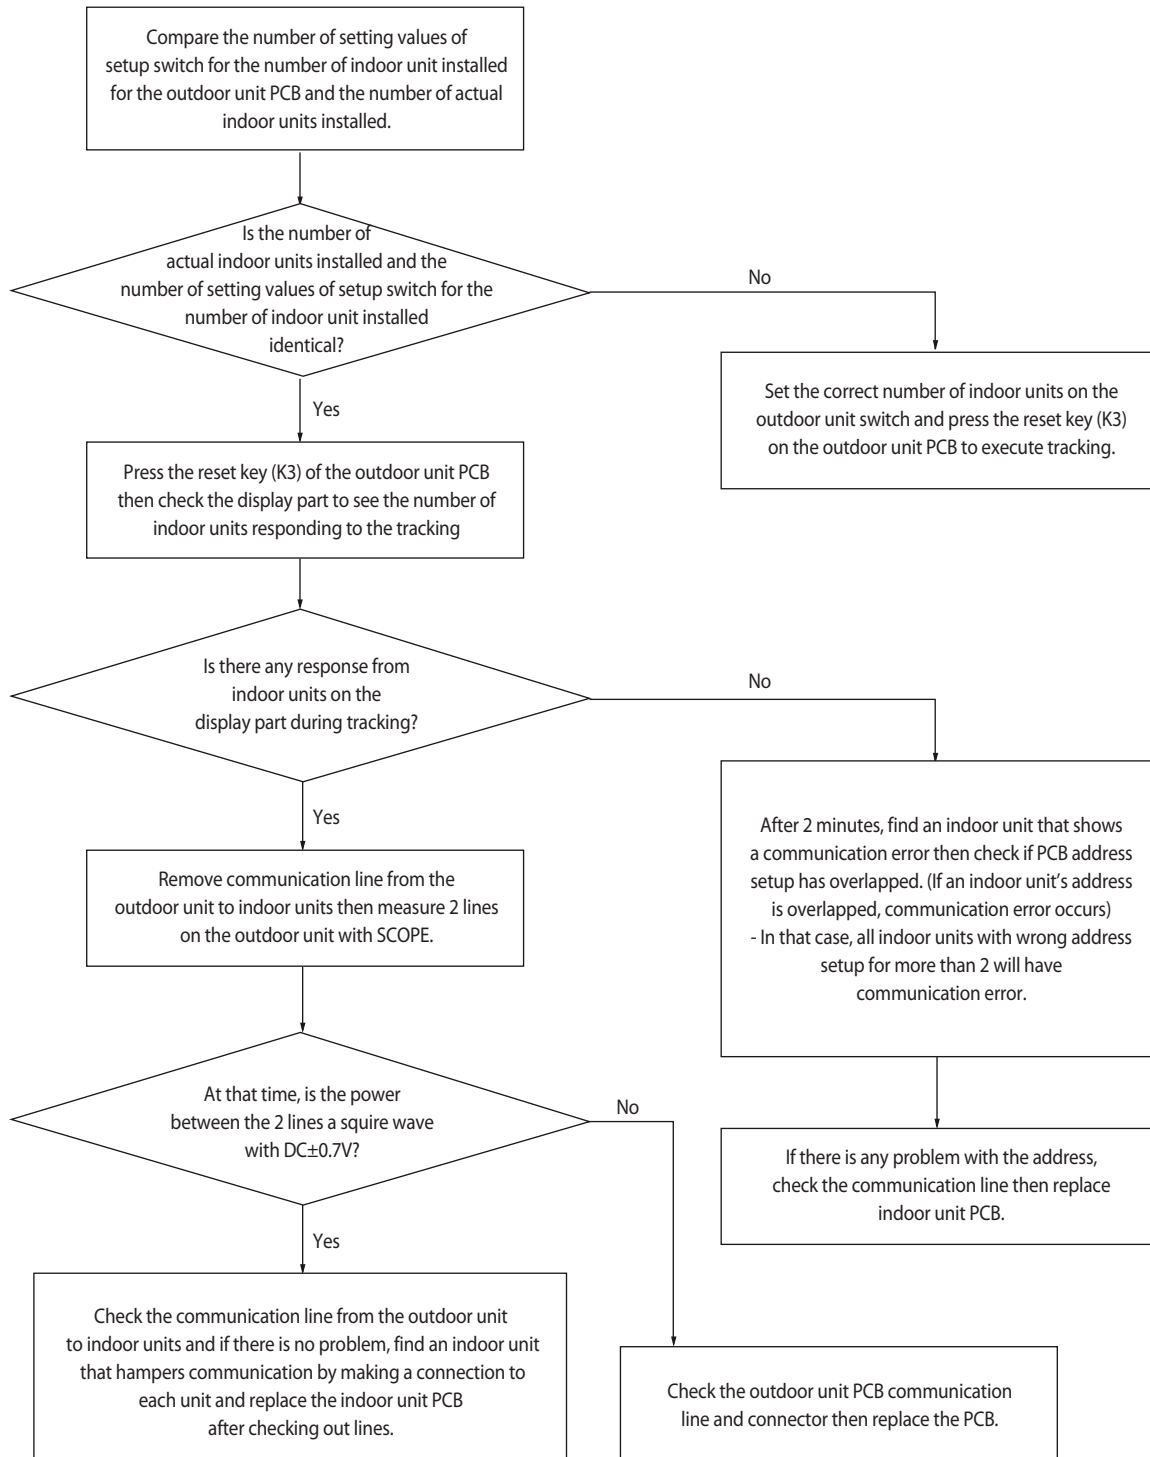 Compare the number of setting values of
setup switch for the number of indoor unit installed
for the outdoor unit PCB and the number of actual
indoor units installed.
Is the number of
actual indoor units installed and the
number of setting values of setup switch for the
number of indoor unit installed
identical?
No
Set the correct number of indoor units on the
outdoor unit switch and press the reset key (K3)
on the outdoor unit PCB to execute tracking.
Yes
Press the reset key (K3) of the outdoor unit PCB
then check the display part to see the number of
indoor units responding to the tracking
Is there any response from
indoor units on the
display part during tracking?
No
After 2 minutes, find an indoor unit that shows
a communication error then check if PCB address
setup has overlapped. (If an indoor unit's address
is overlapped, communication error occurs)
- In that case, all indoor units with wrong address
setup for more than 2 will have
communication error.
If there is any problem with the address,
check the communication line then replace
indoor unit PCB.
Yes
Remove communication line from the
outdoor unit to indoor units then measure 2 lines
on the outdoor unit with SCOPE.
At that time, is the power
between the 2 lines a squire wave
with DC±0.7V?
No
Yes
Check the communication line from the outdoor unit
to indoor units and if there is no problem, find an indoor unit
that hampers communication by making a connection to
each unit and replace the indoor unit PCB
after checking out lines.
Check the outdoor unit PCB communication
line and connector then replace the PCB.